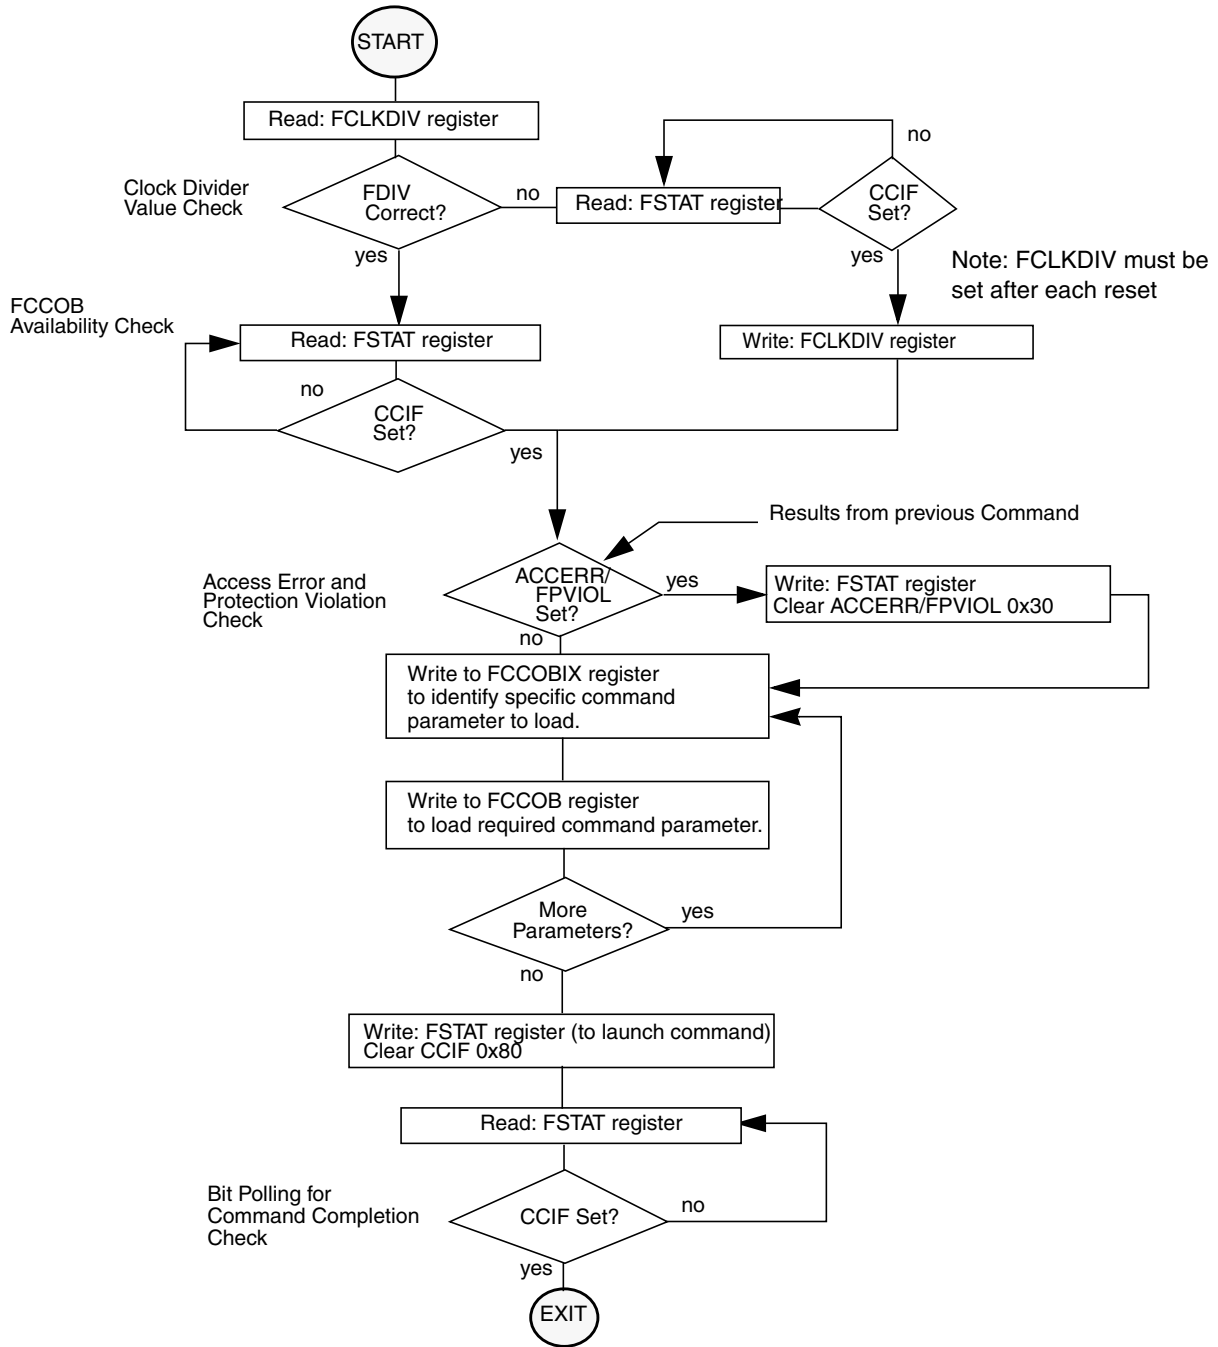 START
Read: FCLKDIV register
Clock Divider
Value Check
FDIV
Correct?
no
Read: FSTAT register
CCIF
Set?
no
yes
yes
Note: FCLKDIV must be
set after each reset
FCCOB
Availability Check
Read: FSTAT register
Write: FCLKDIV register
no
CCIF
Set?
yes
Results from previous Command
Access Error and
Protection Violation
Check
ACCERR/
FPVIOL
Set?
yes
Write: FSTAT register
Clear ACCERR/FPVIOL 0x30
no
Write to FCCOBIX register
to identify specific command
parameter to load.
Write to FCCOB register
to load required command parameter.
More
Parameters?
yes
no
Write: FSTAT register (to launch command)
Clear CCIF 0x80
Read: FSTAT register
Bit Polling for
Command Completion
Check
CCIF Set?
no
yes
EXIT